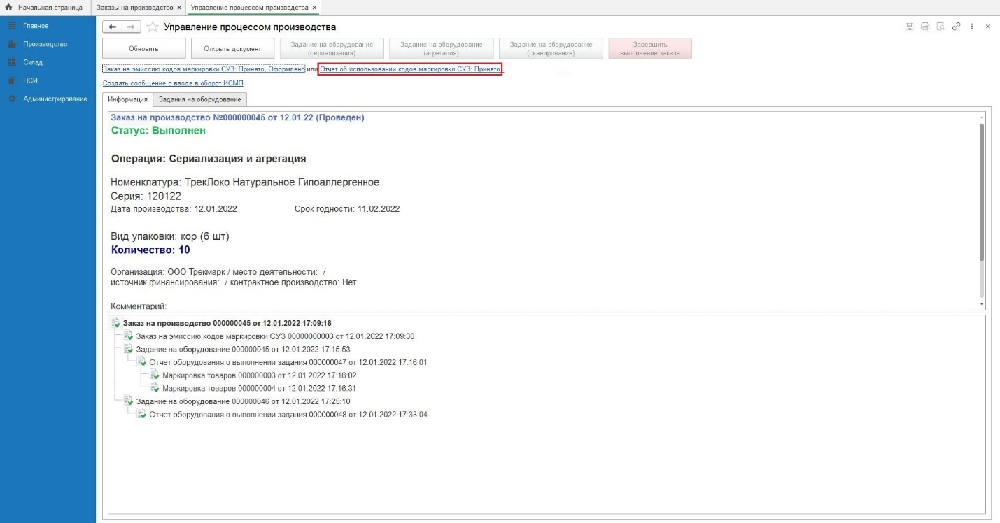 Начальная страница
Заказы на производство ×
Управление процессом производства ×
Главное
Производство
Склад
НСИ
Администрирование
Управление процессом производства
Обновить
Открыть документ
Задание на оборудование
(сериализация)
Задание на оборудование
(агрегация)
Задание на оборудование
(сканирование)
Завершить
выполнение заказа
Заказ на эмиссию кодов маркировки СУЗ: Принято, Оформлено или Отчет об использовании кодов маркировки СУЗ: Принято
Создать сообщение о вводе в оборот ИСМП
Информация
Задания на оборудование
Заказ на производство №000000045 от 12.01.22 (Проведен)
Статус: Выполнен
Операция: Сериализация и агрегация
Номенклатура: ТрекЛоко Натуральное Гипоаллергенное
Серия: 120122
Дата производства: 12.01.2022 Срок годности: 11.02.2022
Вид упаковки: кор (6 шт)
Количество: 10
Организация: ООО Трекмарк / место деятельности: /
источник финансирования: / контрактное производство: Нет
Комментарий:
Заказ на производство 000000045 от 12.01.2022 17:09:16
Заказ на эмиссию кодов маркировки СУЗ 00000000003 от 12.01.2022 17:09:30
Задание на оборудование 000000045 от 12.01.2022 17:15:53
Отчет оборудования о выполнении задания 000000047 от 12.01.2022 17:16:01
Маркировка товаров 000000003 от 12.01.2022 17:16:02
Маркировка товаров 000000004 от 12.01.2022 17:16:31
Задание на оборудование 000000046 от 12.01.2022 17:25:10
Отчет оборудования о выполнении задания 000000048 от 12.01.2022 17:33:04